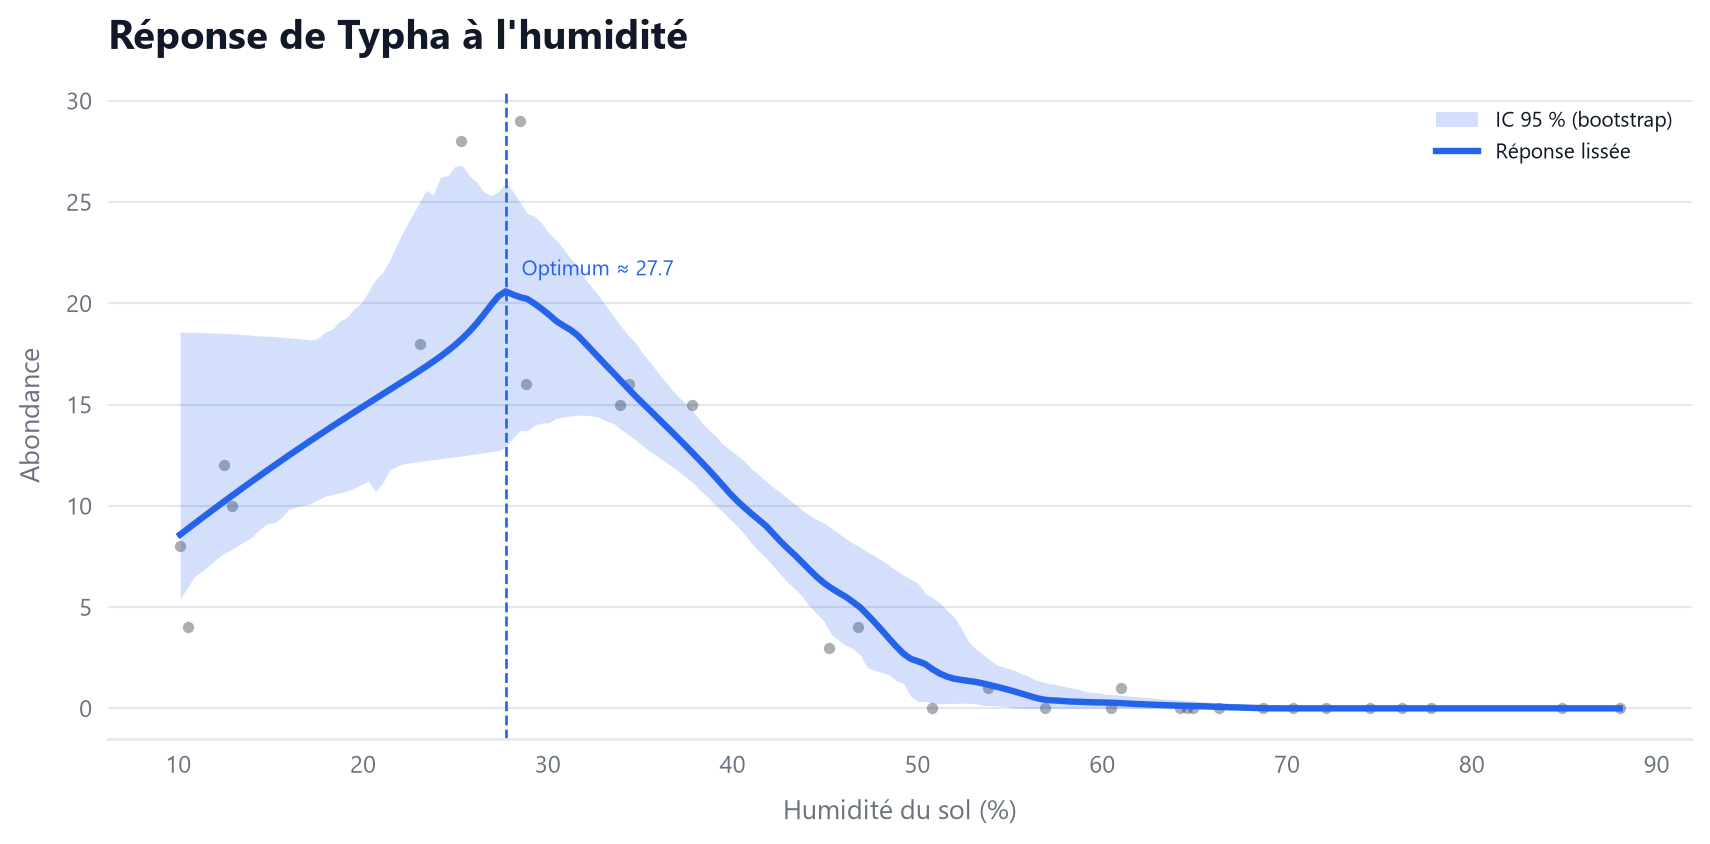 Réponse de Typha à l'humidité
IC 95 % (bootstrap)
Réponse lissée
Optimum ≈ 27.7
Abondance
30
25
20
15
10
5
0
10 20 30 40 50 60 70 80 90
Humidité du sol (%)